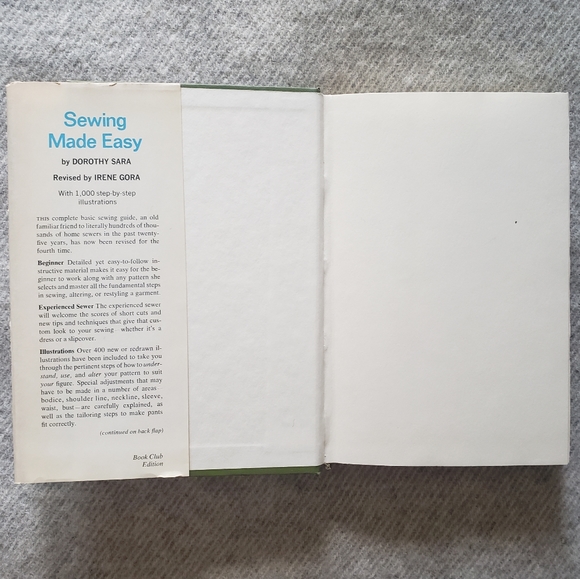 Sewing
Made Easy
by DOROTHY SARA
Revised by IRENE GORA
With 1,000 step-by-step
illustrations
THIS complete basic sewing guide, an old
familiar friend to literally hundreds of thou-
sands of home sewers in the past twenty-
five years, has now been revised for the
fourth time.
Beginner Detailed yet easy-to-follow in-
structive material makes it easy for the be-
ginner to work along with any pattern she
selects and master all the fundamental steps
in sewing, altering, or restyling a garment.
Experienced Sewer The experienced sewer
will welcome the scores of short cuts and
new tips and techniques that give that cus-
tom look to your sewing whether it's a
dress or a slipcover.
Illustrations Over 400 new or redrawn il-
lustrations have been included to take you
through the pertinent steps of how to under-
stand, use, and alter your pattern to suit
your figure. Special adjustments that may
have to be made in a number of areas
bodice, shoulder line, neckline, sleeve,
waist, bust—are carefully explained, as
well as the tailoring steps to make pants
fit correctly.
(continued on back flap)
Book Club
Edition